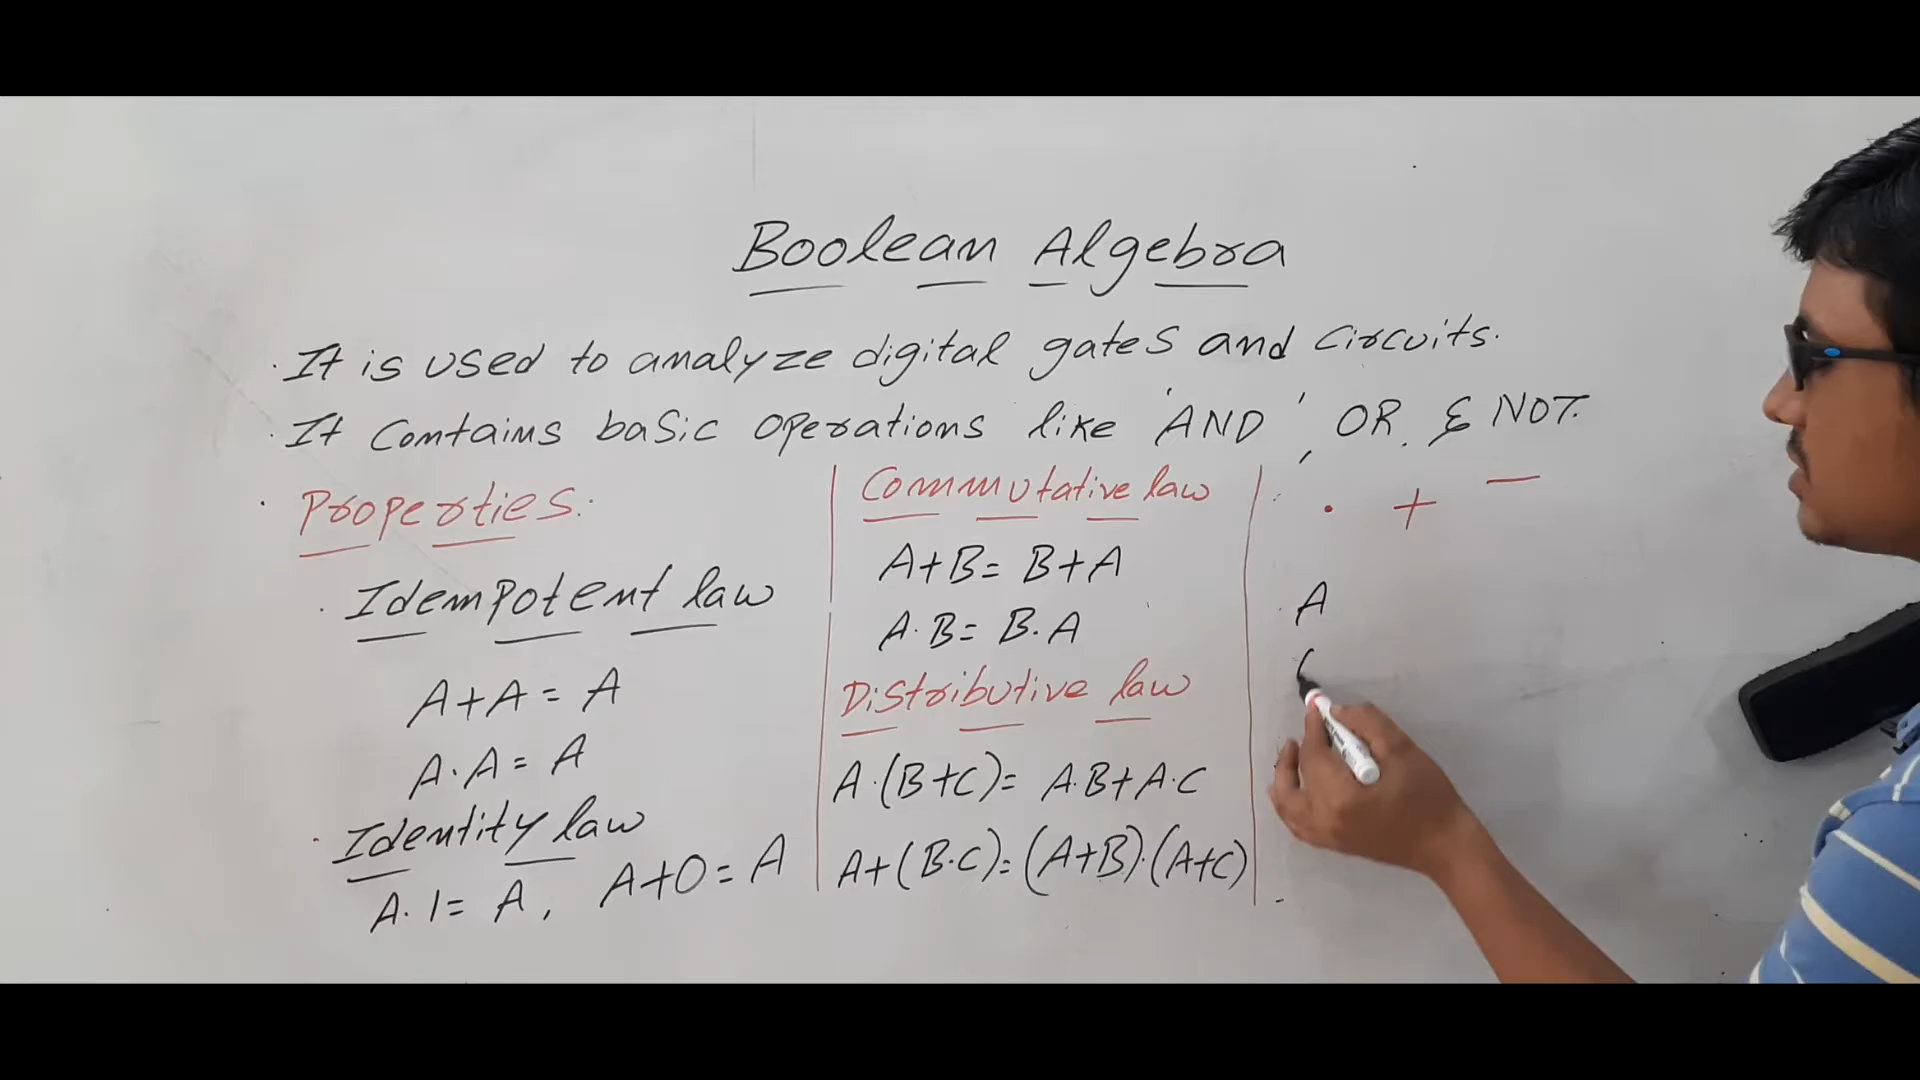 Boolean Algebra
· It is used to analyze digital gates and circuits.
· It contains basic operations like 'AND', OR, & NOT.
· Properties:
· Idempotent law
A+A = A
A·A = A
· Identity law
A·1 = A, A+0 = A
Commutative law
A+B = B+A
A·B = B·A
Distributive law
A·(B+C) = A·B+A·C
A+(B·C) = (A+B)·(A+C)
· + —
A